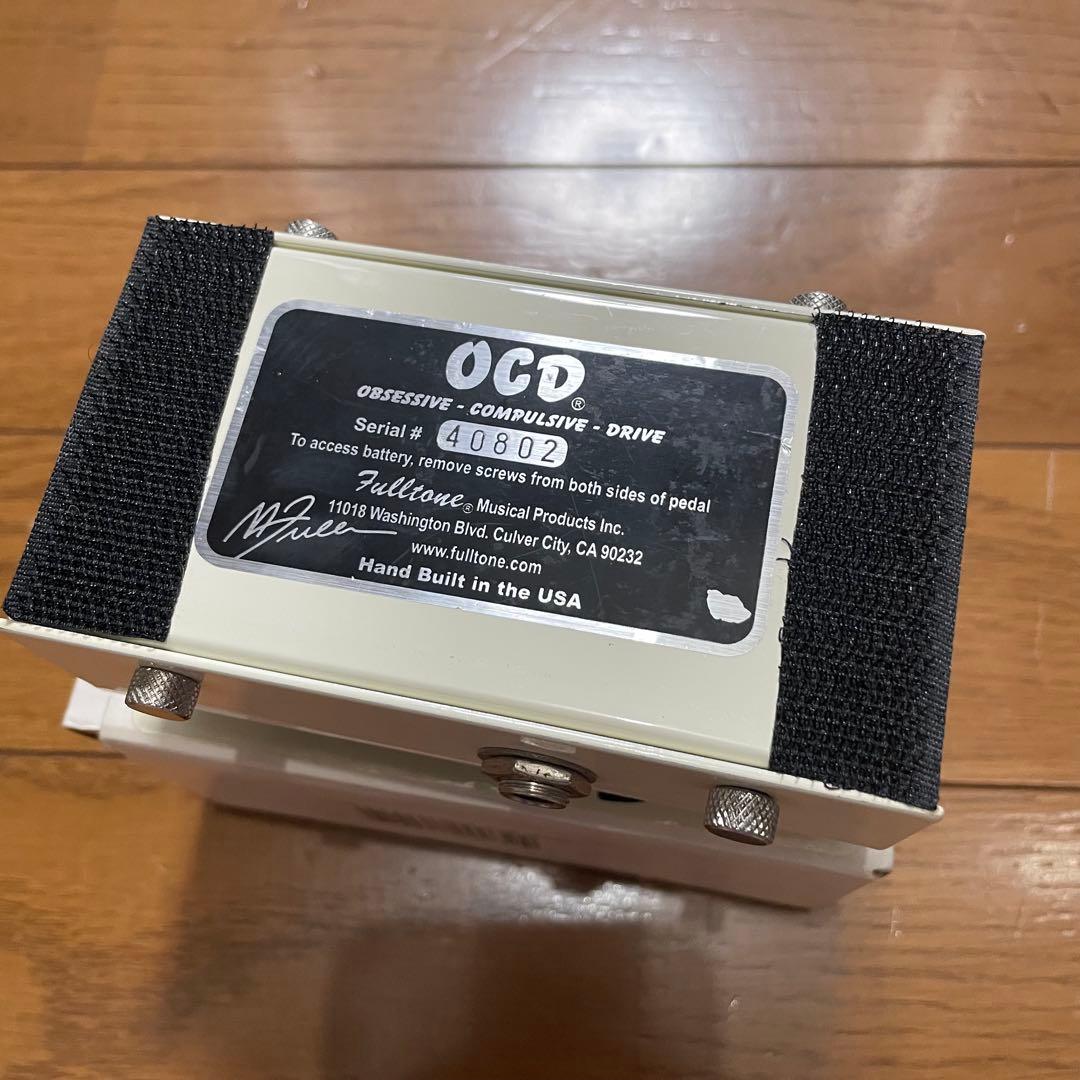 OCD®
OBSESSIVE - COMPULSIVE - DRIVE
Serial # 40802
To access battery, remove screws from both sides of pedal
Fulltone® Musical Products Inc.
11018 Washington Blvd. Culver City, CA 90232
www.fulltone.com
Hand Built in the USA